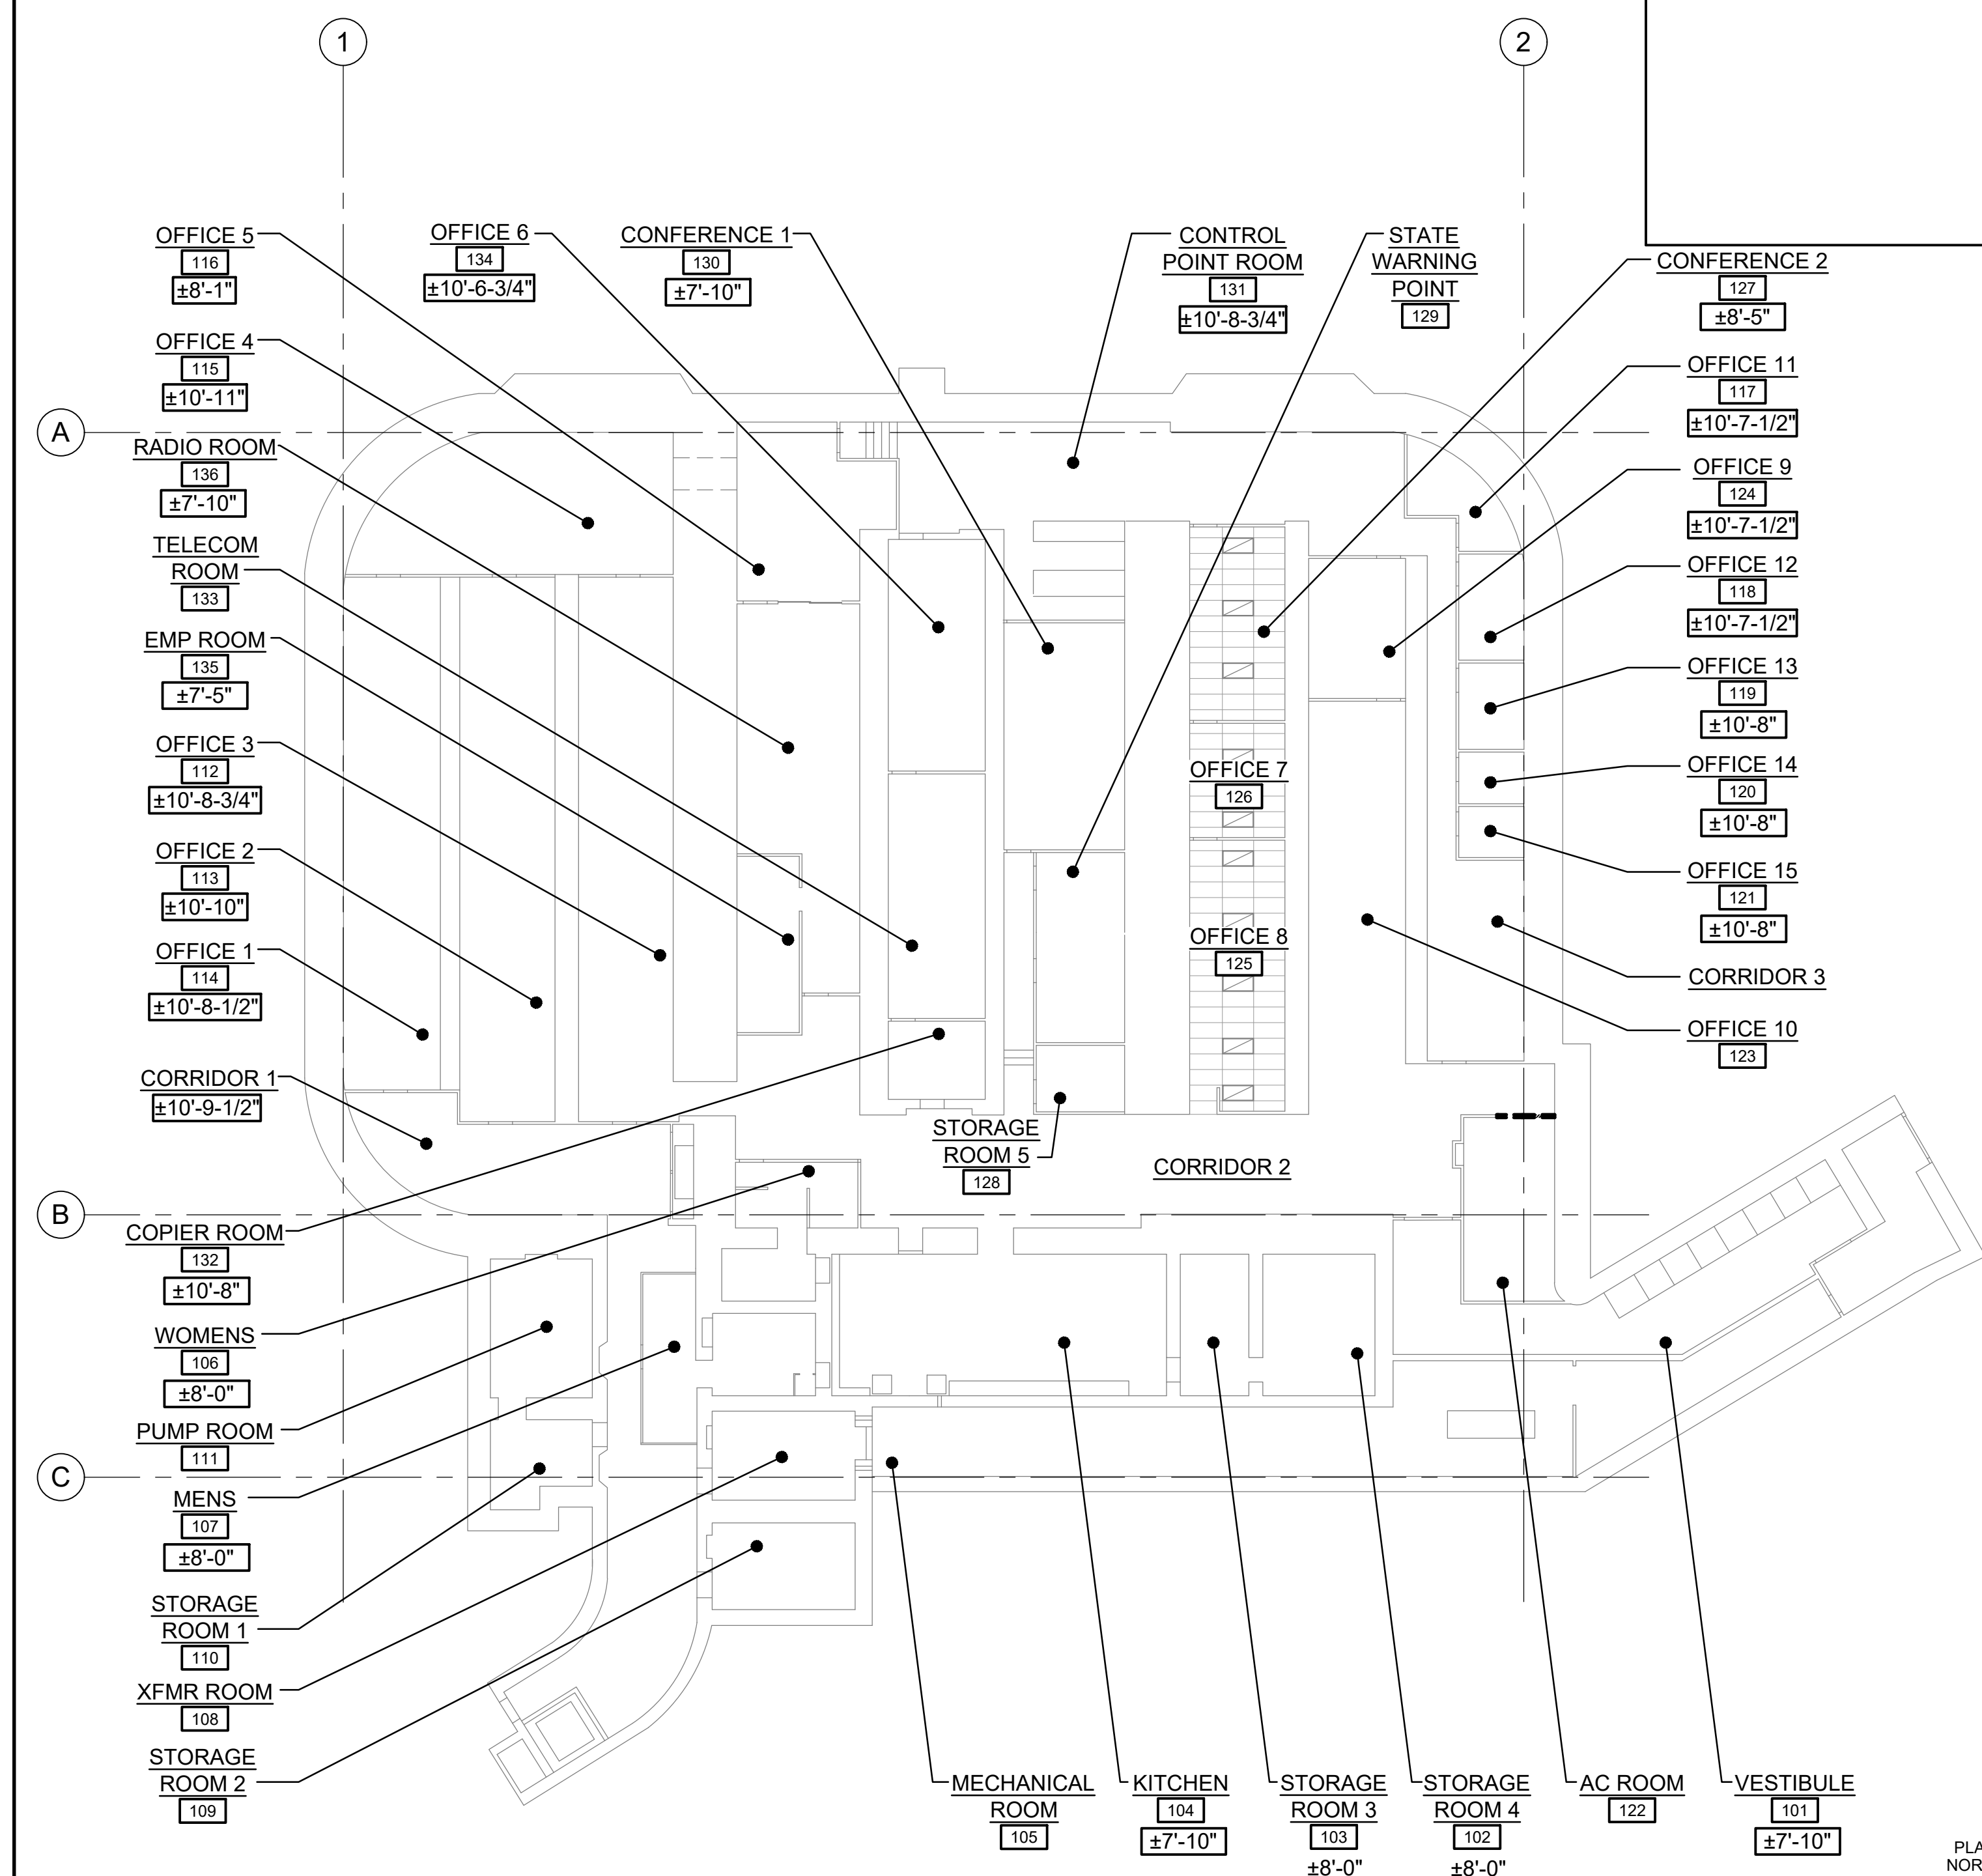 1
2
OFFICE 5
116
±8'-1"
OFFICE 6
134
±10'-6-3/4"
CONFERENCE 1
130
±7'-10"
CONTROL
POINT ROOM
131
±10'-8-3/4"
STATE
WARNING
POINT
129
CONFERENCE 2
127
±8'-5"
OFFICE 4
115
±10'-11"
OFFICE 11
117
±10'-7-1/2"
A
RADIO ROOM
136
±7'-10"
OFFICE 9
124
±10'-7-1/2"
TELECOM
ROOM
133
OFFICE 12
118
±10'-7-1/2"
EMP ROOM
135
±7'-5"
OFFICE 13
119
±10'-8"
OFFICE 3
112
±10'-8-3/4"
OFFICE 7
126
OFFICE 14
120
±10'-8"
OFFICE 2
113
±10'-10"
OFFICE 15
121
±10'-8"
OFFICE 1
114
±10'-8-1/2"
OFFICE 8
125
CORRIDOR 3
OFFICE 10
123
CORRIDOR 1
±10'-9-1/2"
STORAGE
ROOM 5
128
CORRIDOR 2
B
COPIER ROOM
132
±10'-8"
WOMENS
106
±8'-0"
PUMP ROOM
111
C
MENS
107
±8'-0"
STORAGE
ROOM 1
110
XFMR ROOM
108
STORAGE
ROOM 2
109
MECHANICAL
ROOM
105
KITCHEN
104
±7'-10"
STORAGE
ROOM 3
103
±8'-0"
STORAGE
ROOM 4
102
±8'-0"
AC ROOM
122
VESTIBULE
101
±7'-10"